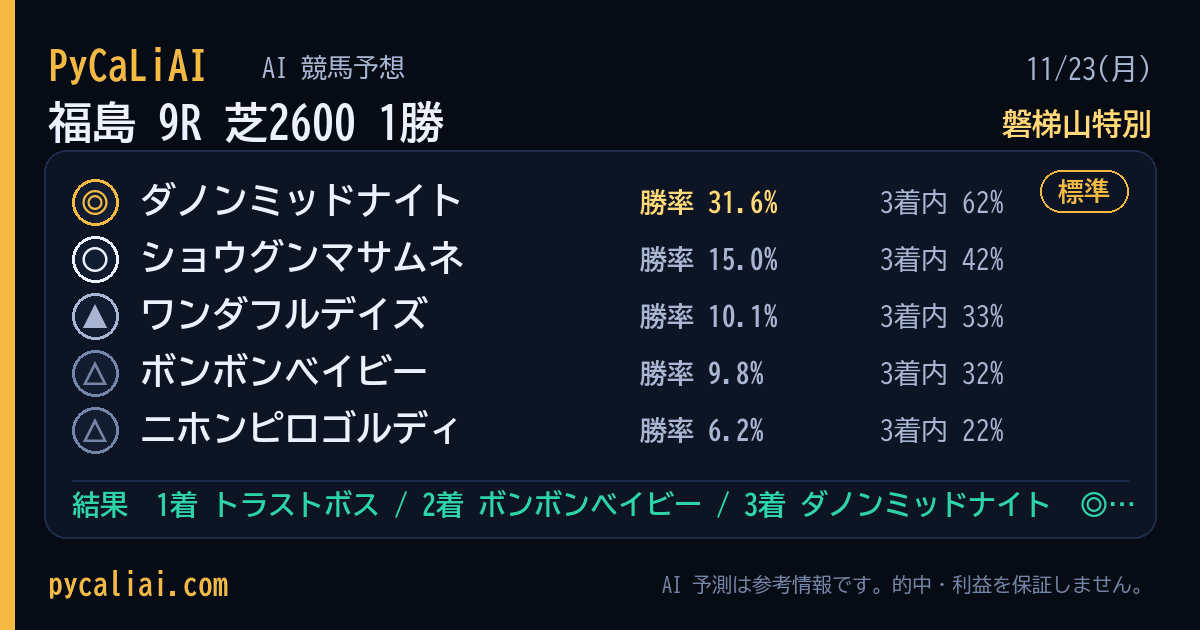 PyCaLiAI AI 競馬予想 11/23(月)
福島 9R 芝2600 1勝 磐梯山特別
◎ ダノンミッドナイト 勝率 31.6% 3着内 62% 標準
○ ショウグンマサムネ 勝率 15.0% 3着内 42%
▲ ワンダフルデイズ 勝率 10.1% 3着内 33%
△ ボンボンベイビー 勝率 9.8% 3着内 32%
△ ニホンピロゴルディ 勝率 6.2% 3着内 22%
結果 1着 トラストボス / 2着 ボンボンベイビー / 3着 ダノンミッドナイト ◎…
pycaliai.com AI 予測は参考情報です。的中・利益を保証しません。